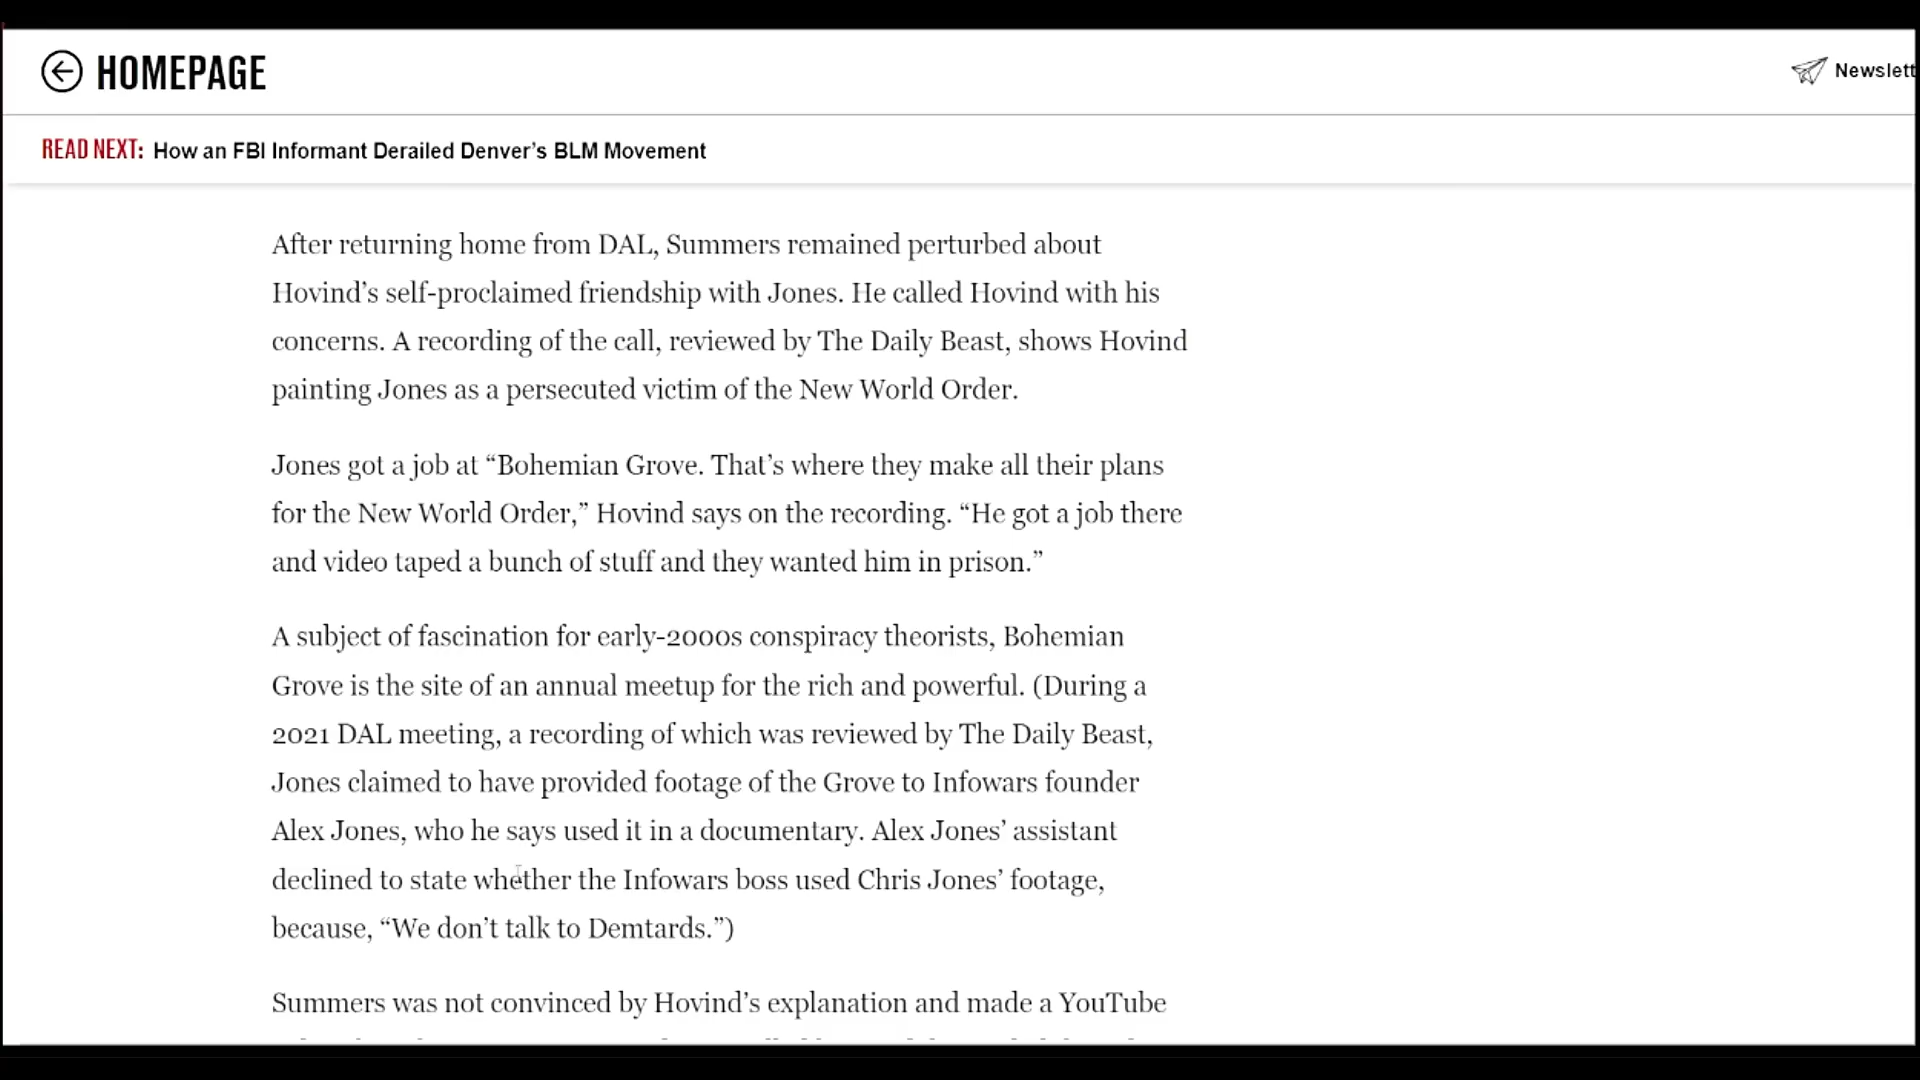 HOMEPAGE
Newslett
READ NEXT: How an FBI Informant Derailed Denver’s BLM Movement
After returning home from DAL, Summers remained perturbed about
Hovind’s self-proclaimed friendship with Jones. He called Hovind with his
concerns. A recording of the call, reviewed by The Daily Beast, shows Hovind
painting Jones as a persecuted victim of the New World Order.
Jones got a job at “Bohemian Grove. That’s where they make all their plans
for the New World Order,” Hovind says on the recording. “He got a job there
and video taped a bunch of stuff and they wanted him in prison.”
A subject of fascination for early-2000s conspiracy theorists, Bohemian
Grove is the site of an annual meetup for the rich and powerful. (During a
2021 DAL meeting, a recording of which was reviewed by The Daily Beast,
Jones claimed to have provided footage of the Grove to Infowars founder
Alex Jones, who he says used it in a documentary. Alex Jones’ assistant
declined to state whether the Infowars boss used Chris Jones’ footage,
because, “We don’t talk to Demtards.”)
Summers was not convinced by Hovind’s explanation and made a YouTube